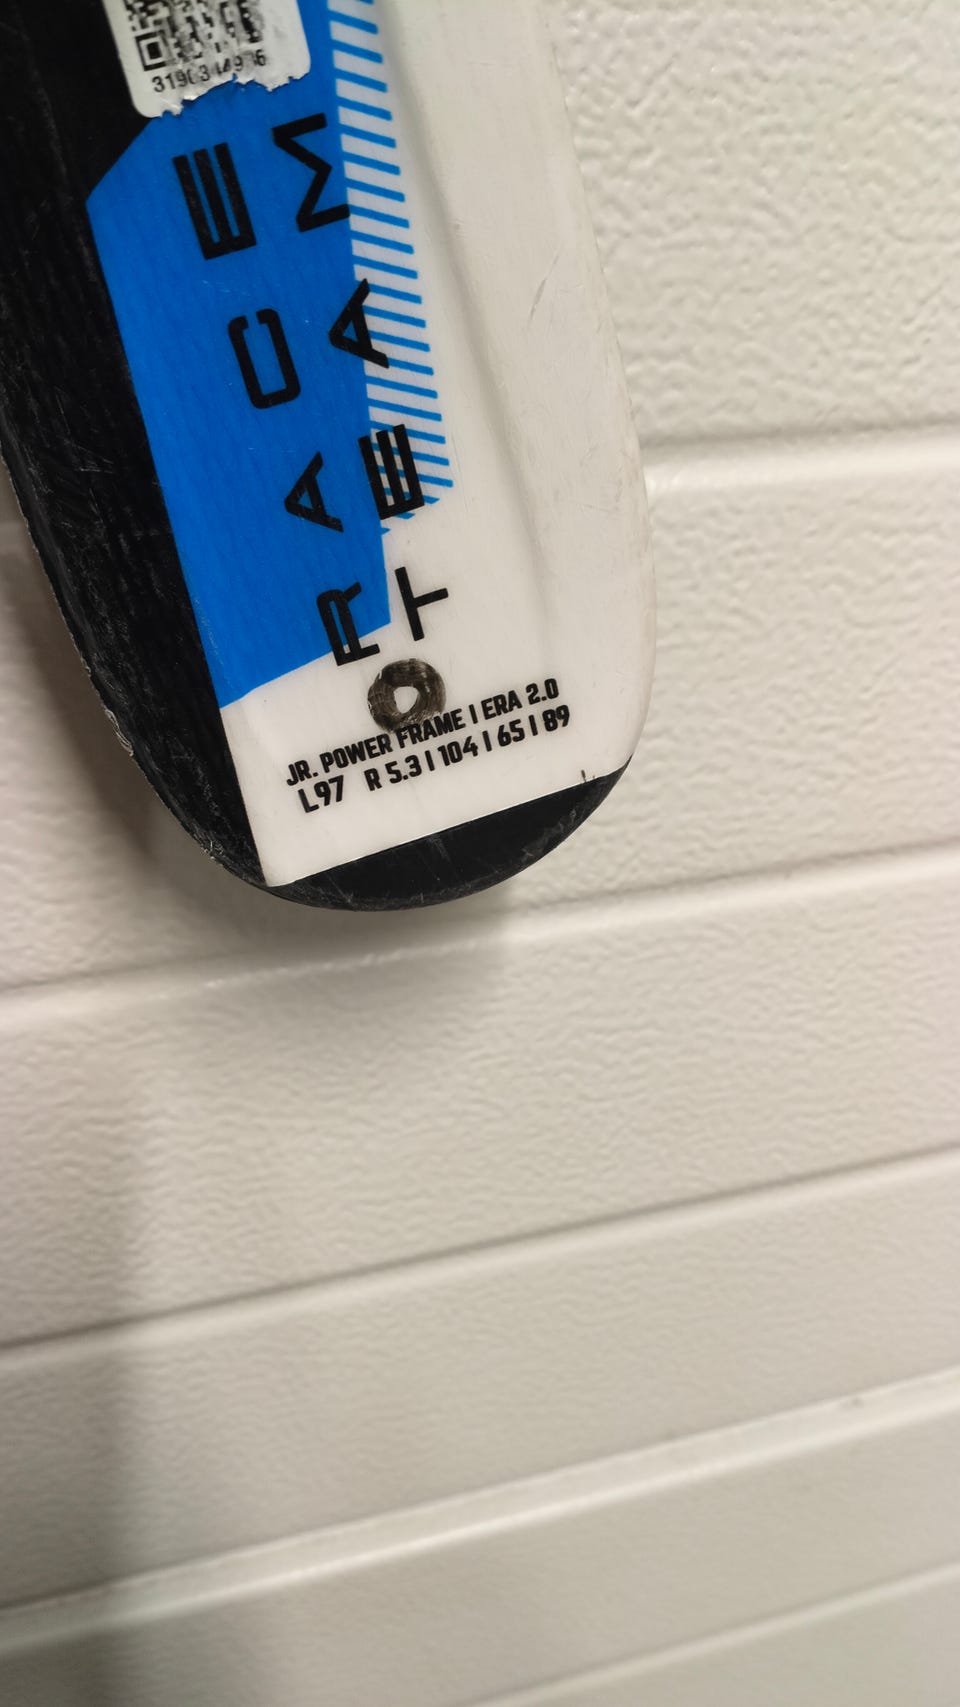 RACE
TEAM
JR. POWER FRAME | ERA 2.0
L97 R 5.3 | 104 | 65 | 89